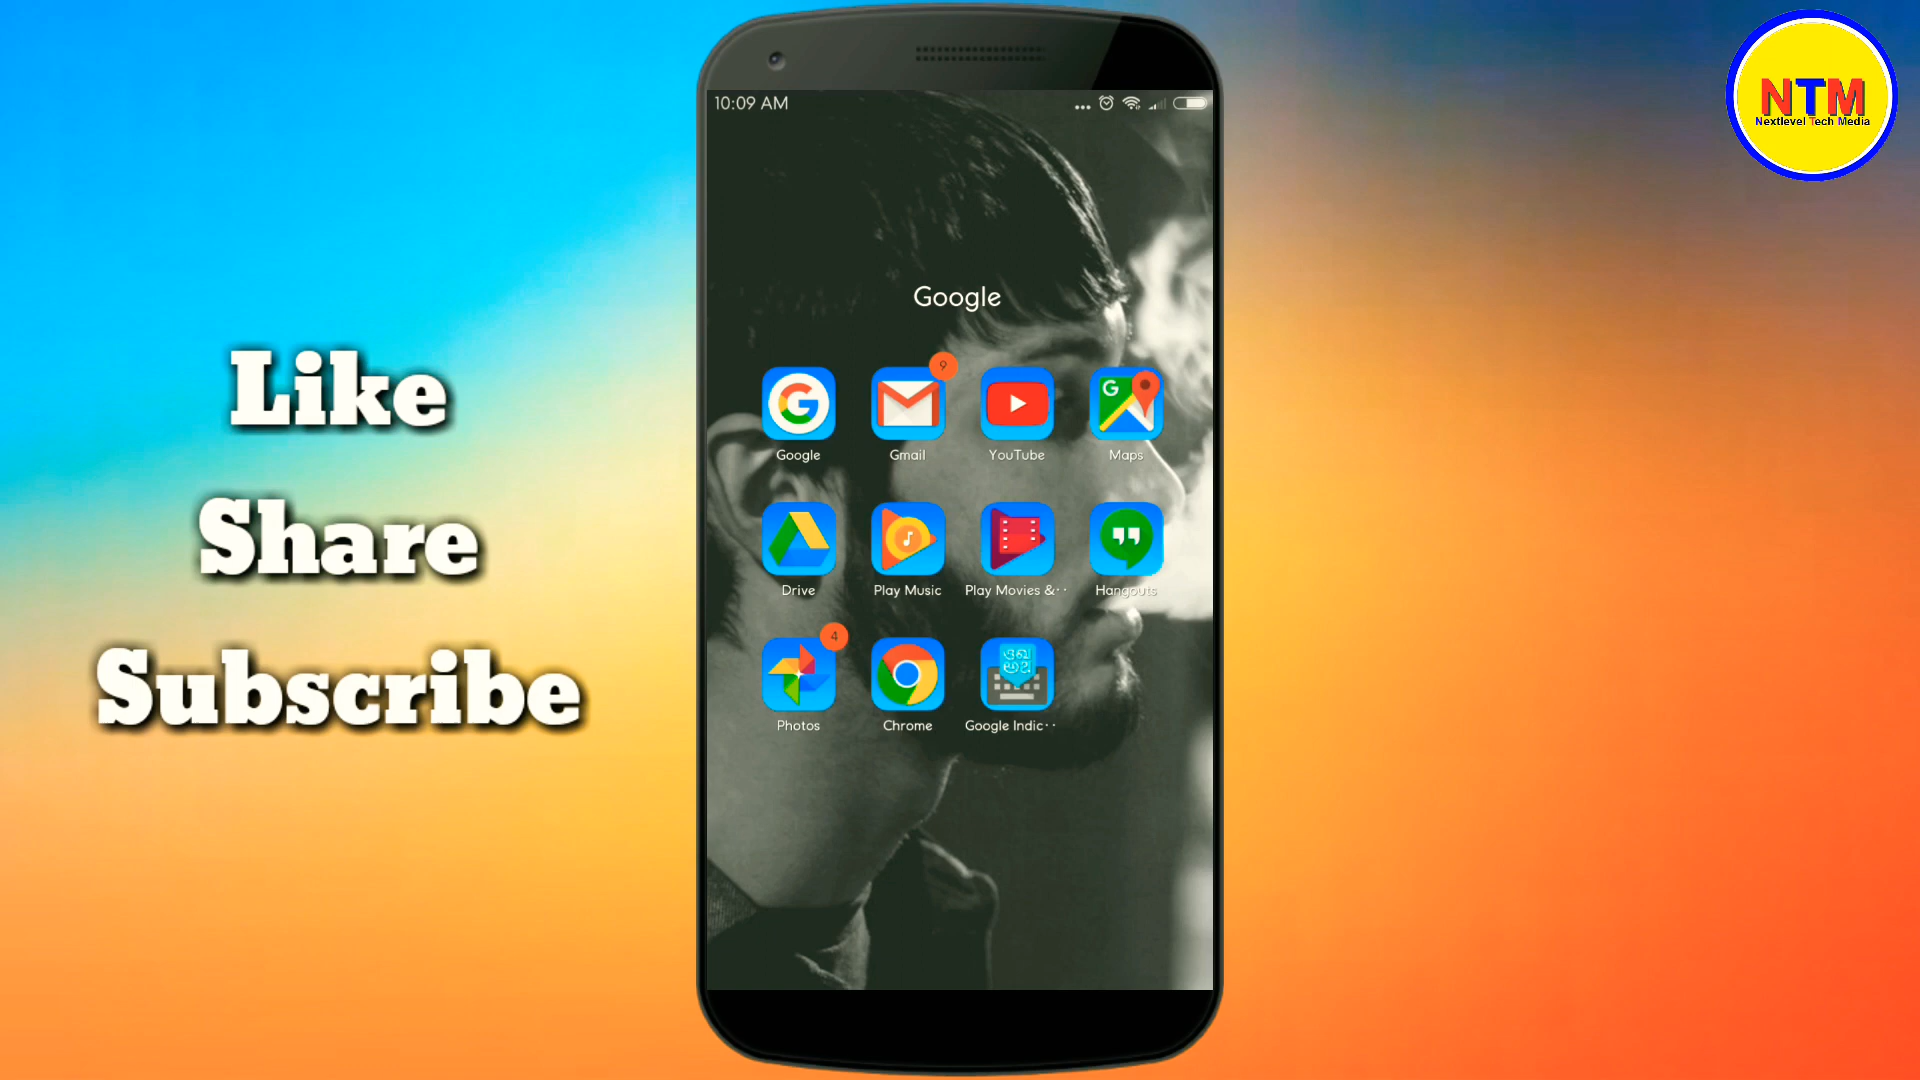 NTM
Nextlevel Tech Media
10:09 AM
Google
9
Google
Gmail
YouTube
Maps
Like
Share
Subscribe
Drive
Play Music
Play Movies &··
Hangouts
4
Photos
Chrome
Google Indic··